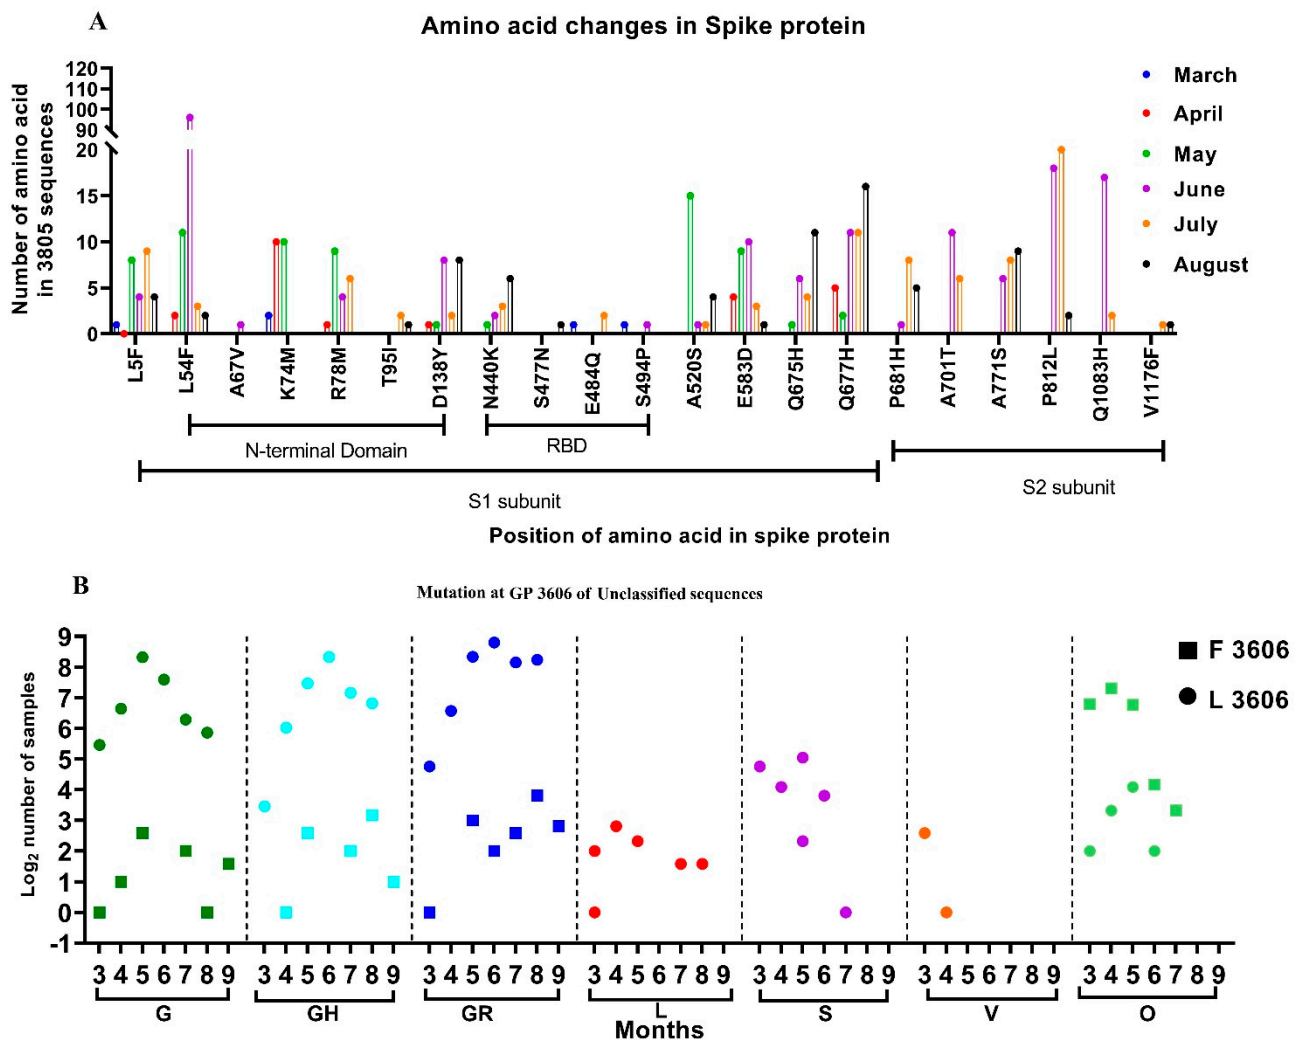 A
Amino acid changes in Spike protein
Number of amino acid
in 3805 sequences
120
110
100
90
20
15
10
5
0
March
April
May
June
July
August
L5F
L54F
A67V
K74M
R78M
T95I
D138Y
N440K
S477N
E484Q
S494P
A520S
E583D
Q675H
Q677H
P681H
A701T
A771S
P812L
Q1083H
V1176F
N-terminal Domain
RBD
S1 subunit
S2 subunit
Position of amino acid in spike protein
B
Mutation at GP 3606 of Unclassified sequences
Log2 number of samples
9
8
7
6
5
4
3
2
1
0
-1
F 3606
L 3606
3 4 5 6 7 8 9 3 4 5 6 7 8 9 3 4 5 6 7 8 9 3 4 5 6 7 8 9 3 4 5 6 7 8 9 3 4 5 6 7 8 9 3 4 5 6 7 8 9
G GH GR L S V O
Months